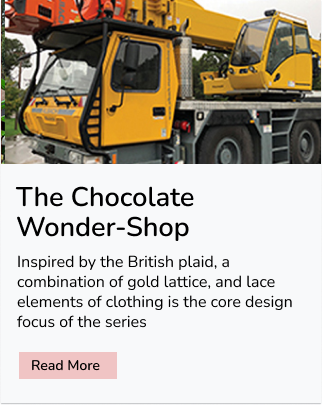 The Chocolate
Wonder-Shop
Inspired by the British plaid, a
combination of gold lattice, and lace
elements of clothing is the core design
focus of the series
Read More